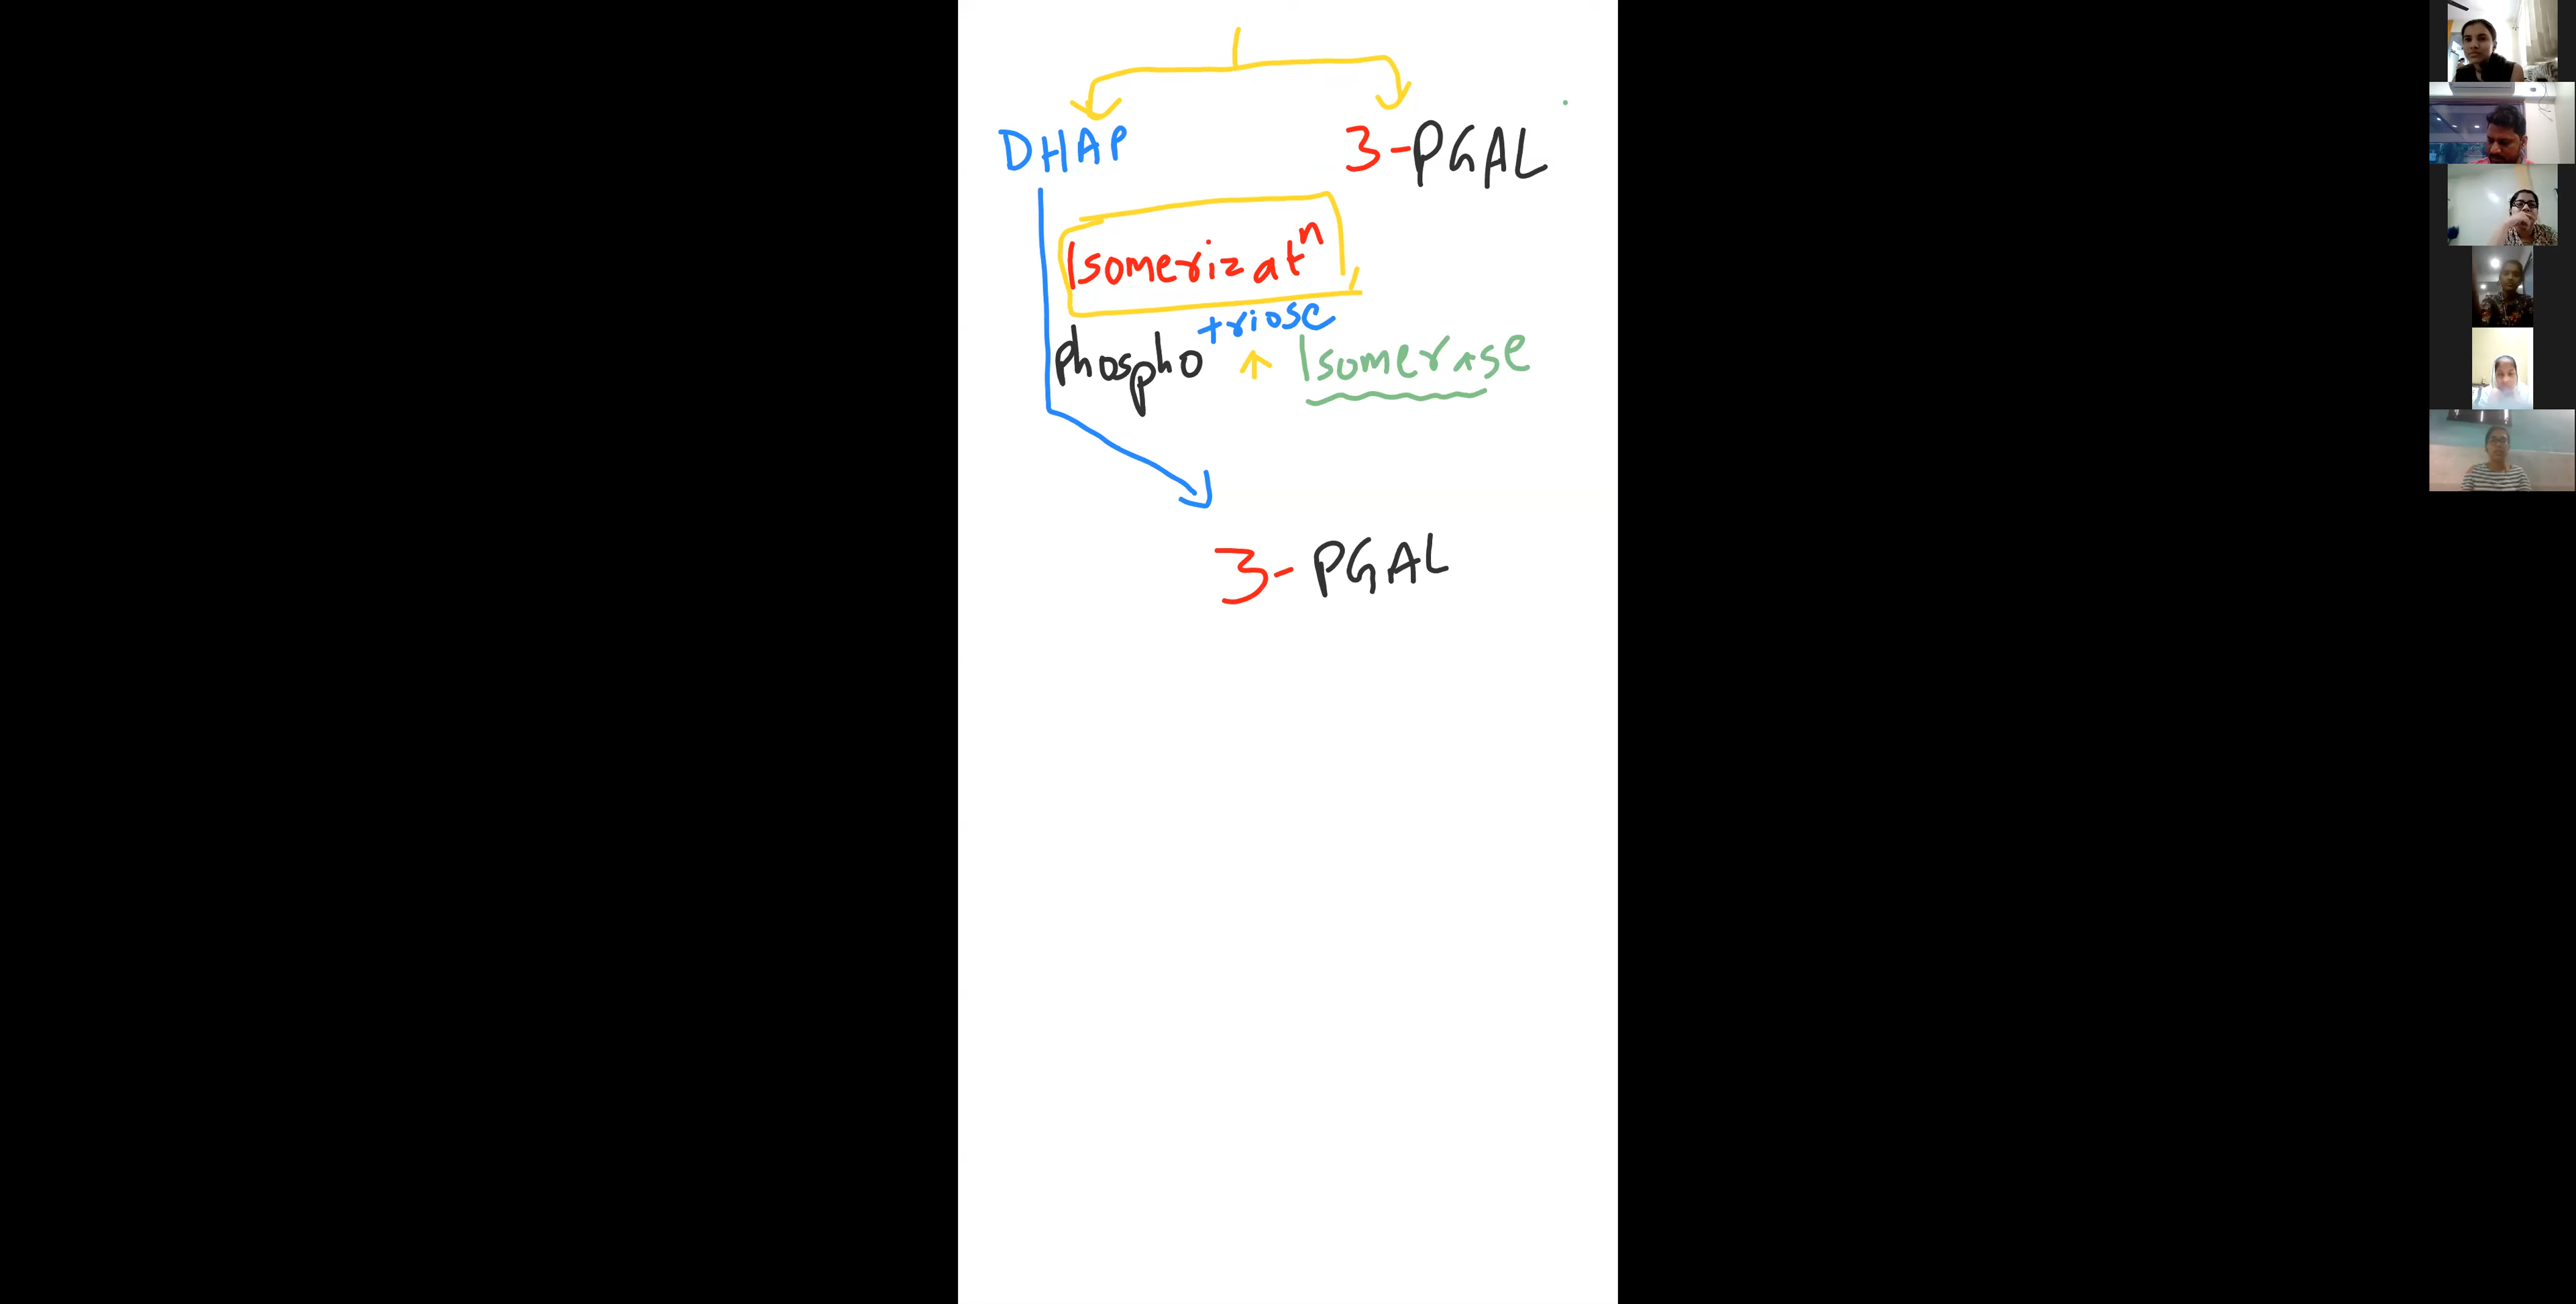 DHAP 3-PGAL
Isomerizatⁿ
triose
phospho Isomerase
3- PGAL